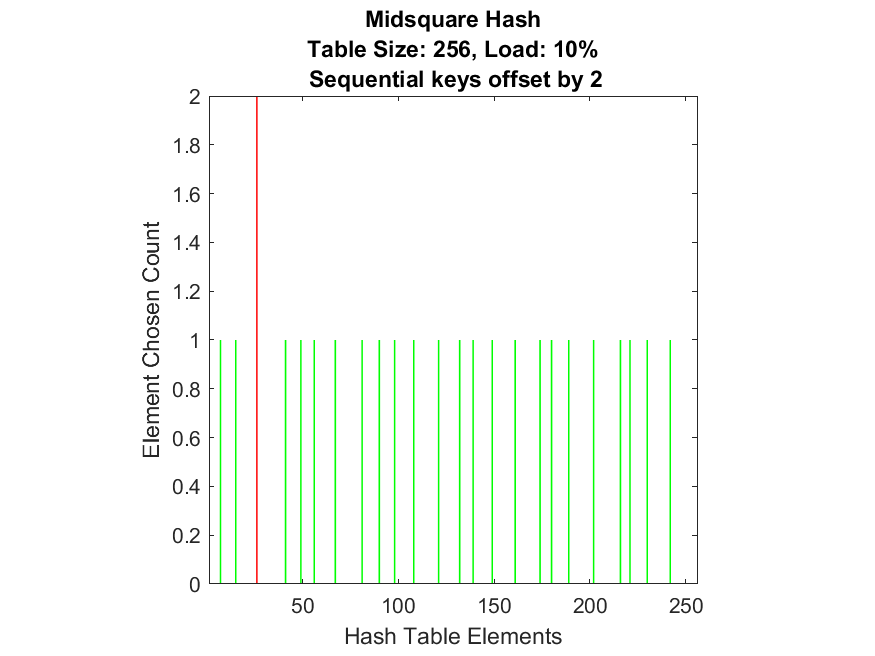 Midsquare Hash
Table Size: 256, Load: 10%
Sequential keys offset by 2
2
1.8
1.6
1.4
1.2
1
0.8
0.6
0.4
0.2
0
Element Chosen Count
50 100 150 200 250
Hash Table Elements